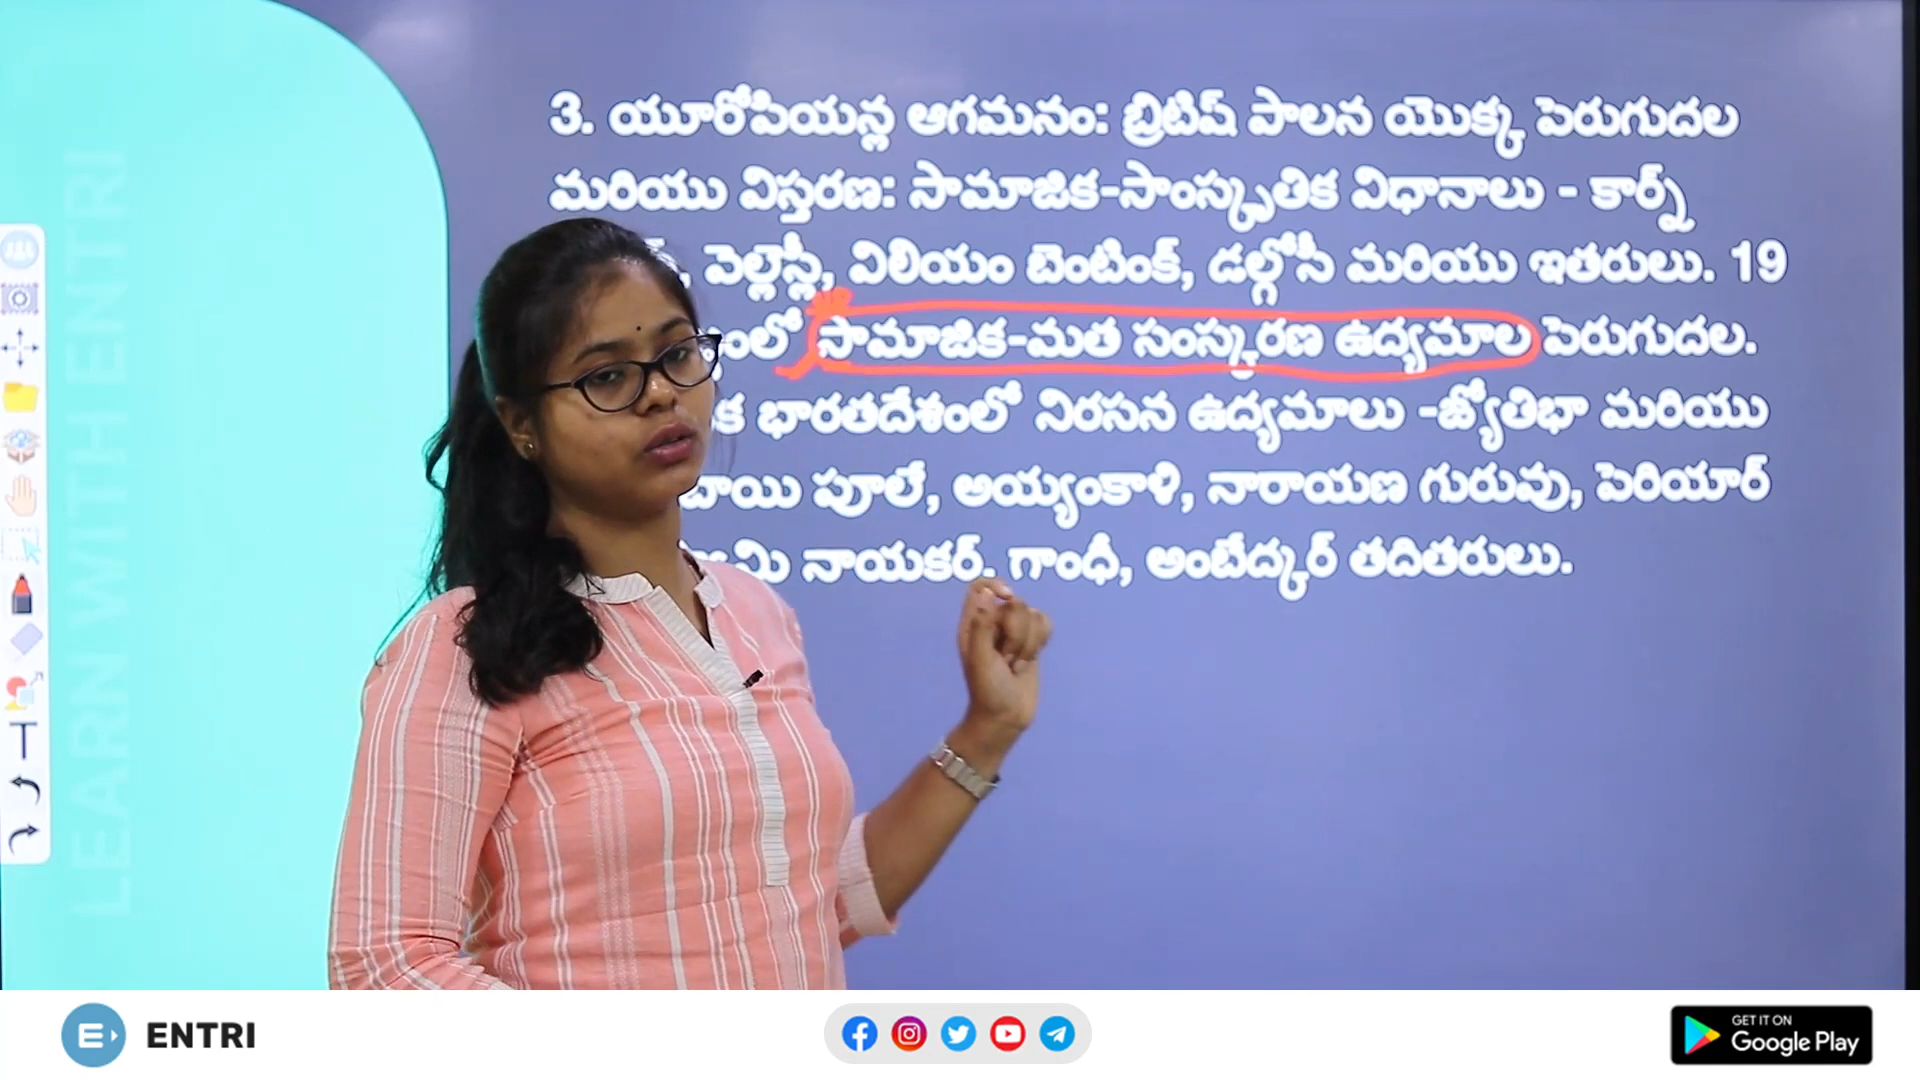 3. యూరోపియన్ల ఆగమనం: బ్రిటిష్ పాలన యొక్క పెరుగుదల
మరియు విస్తరణ: సామాజిక-సాంస్కృతిక విధానాలు - కార్న్
వెల్లెస్లీ, విలియం బెంటింక్, డల్హౌసీ మరియు ఇతరులు. 19
సామాజిక-మత సంస్కరణ ఉద్యమాల పెరుగుదల.
భారతదేశంలో నిరసన ఉద్యమాలు -జ్యోతిభా మరియు
పూలే, అయ్యంకాళి, నారాయణ గురువు, పెరియార్
నాయకర్. గాంధీ, అంబేద్కర్ తదితరులు.
LEARN WITH ENTRI
ENTRI
GET IT ON
Google Play